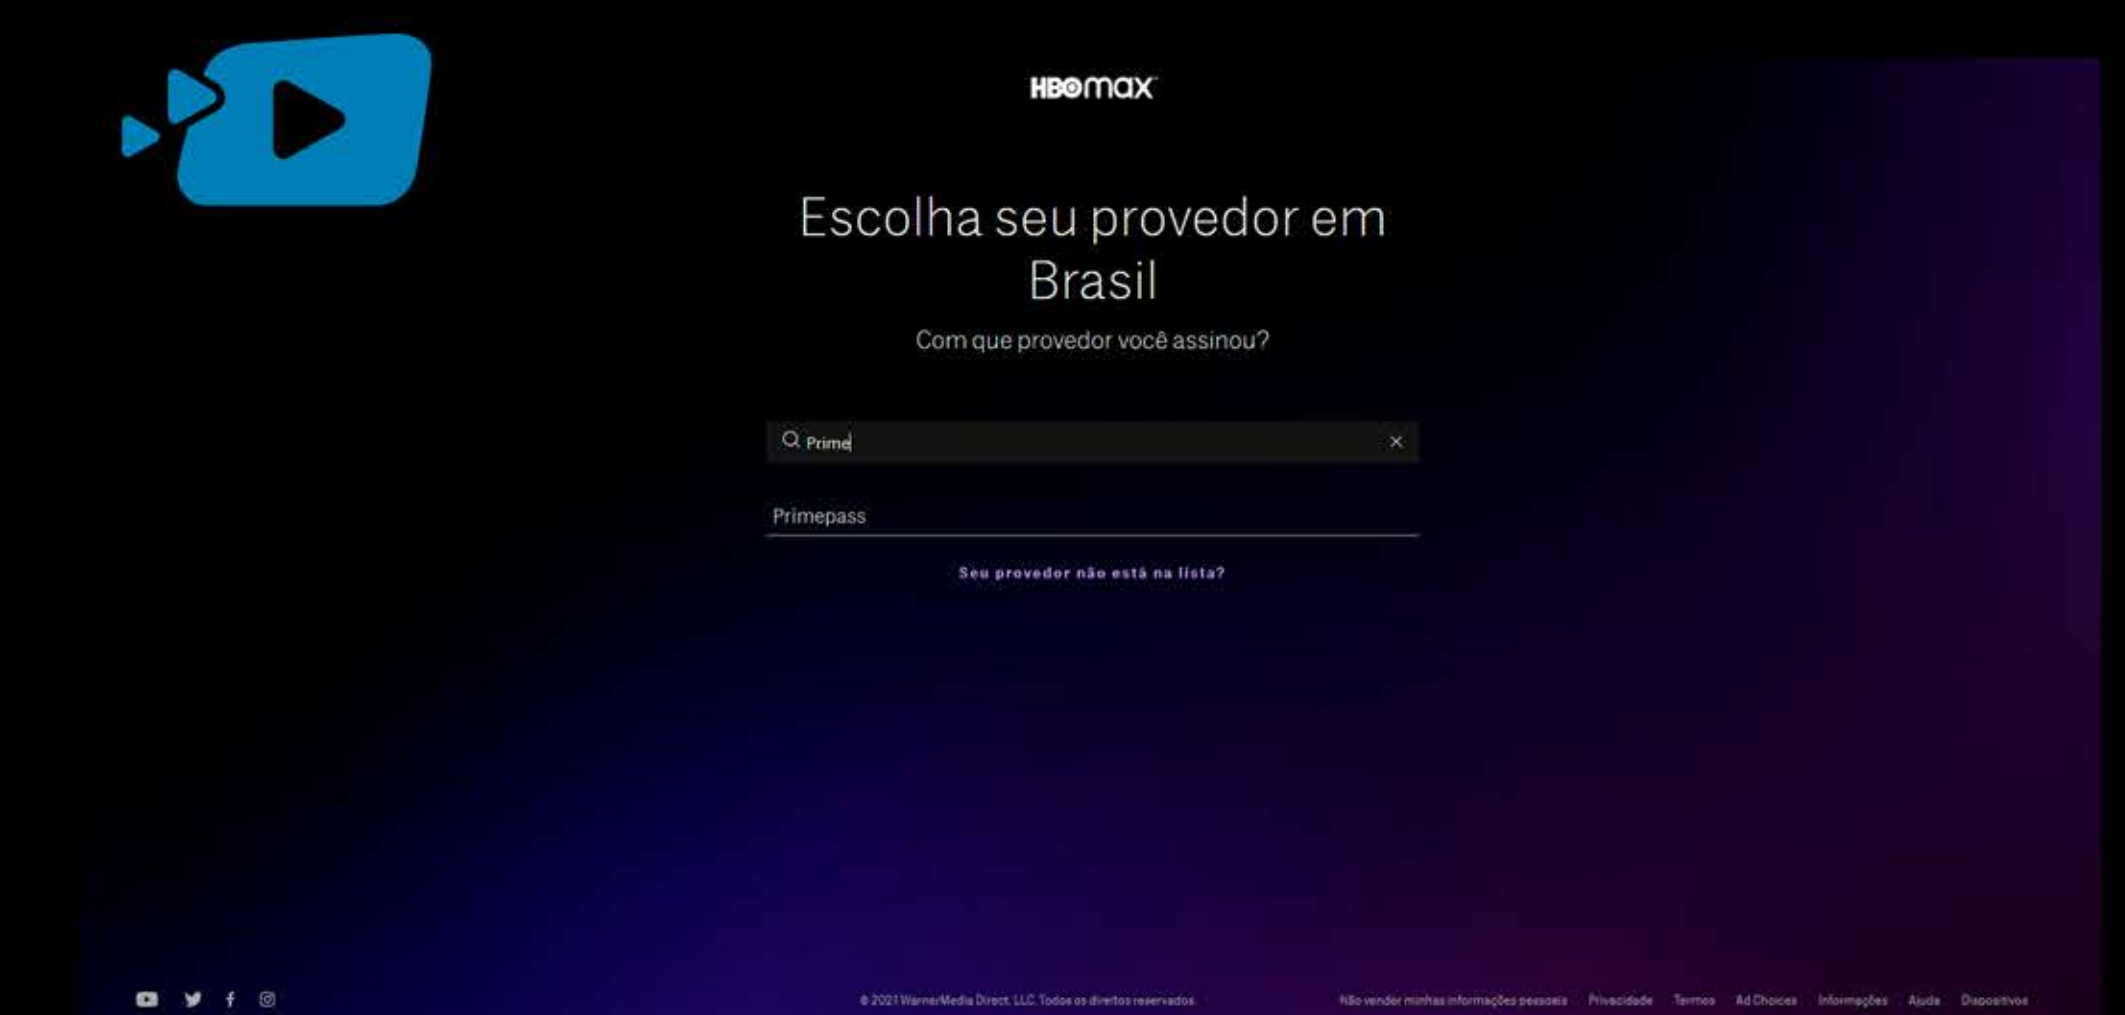 HBOmax
Escolha seu provedor em
Brasil
Com que provedor você assinou?
Prime
Primepass
Seu provedor não está na lista?
© 2021 WarnerMedia Direct, LLC. Todos os direitos reservados.
Não vender minhas informações pessoais Privacidade Termos Ad Choices Informações Ajuda Dispositivos